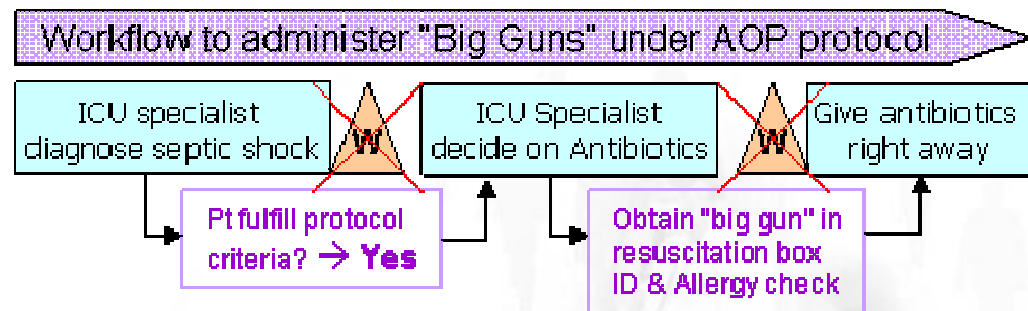 Workflow to administer "Big Guns" under AOP protocol
ICU specialist
diagnose septic shock
W
ICU Specialist
decide on Antibiotics
W
Give antibiotics
right away
Pt fulfill protocol
criteria? → Yes
Obtain "big gun" in
resuscitation box
ID & Allergy check